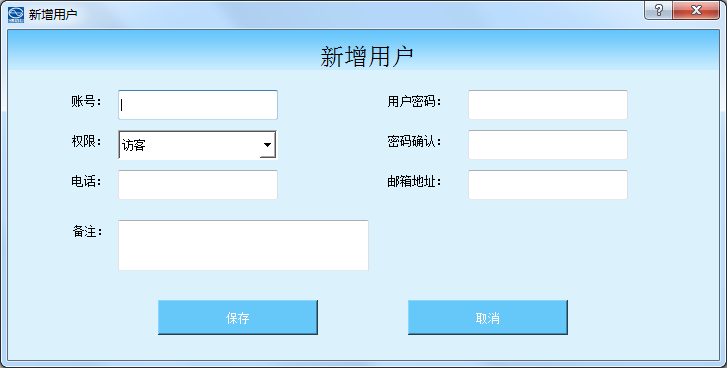 新增用户
新增用户
账号： 用户密码：
权限： 访客 密码确认：
电话： 邮箱地址：
备注：
保存 取消